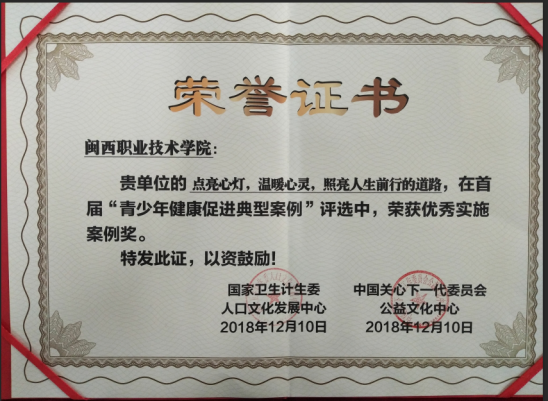 荣誉证书
闽西职业技术学院：
贵单位的 点亮心灯，温暖心灵，照亮人生前行的道路，在首
届“青少年健康促进典型案例”评选中，荣获优秀实施
案例奖。
特发此证，以资鼓励！
国家卫生计生委
人口文化发展中心
2018年12月10日
中国关心下一代委员会
公益文化中心
2018年12月10日